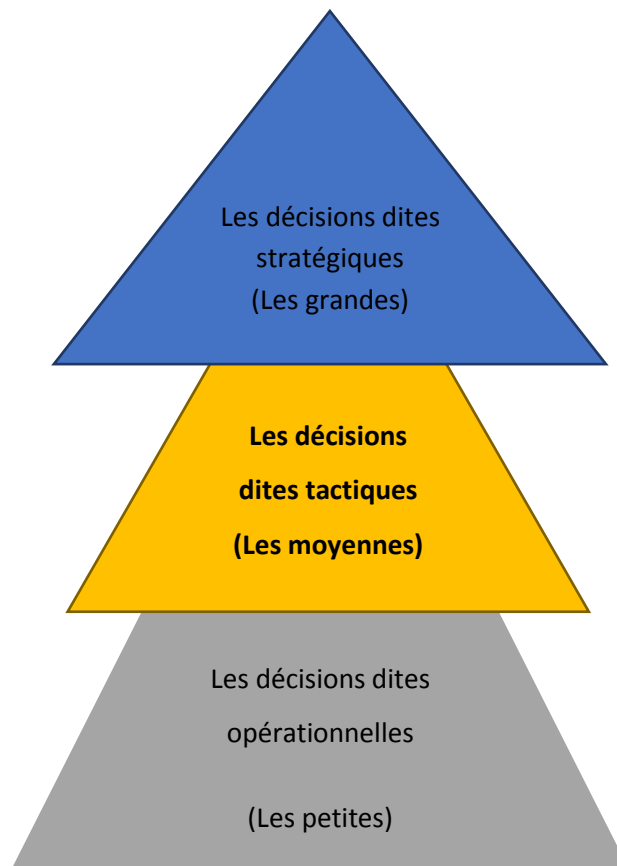 Les décisions dites
stratégiques
(Les grandes)
Les décisions
dites tactiques
(Les moyennes)
Les décisions dites
opérationnelles
(Les petites)